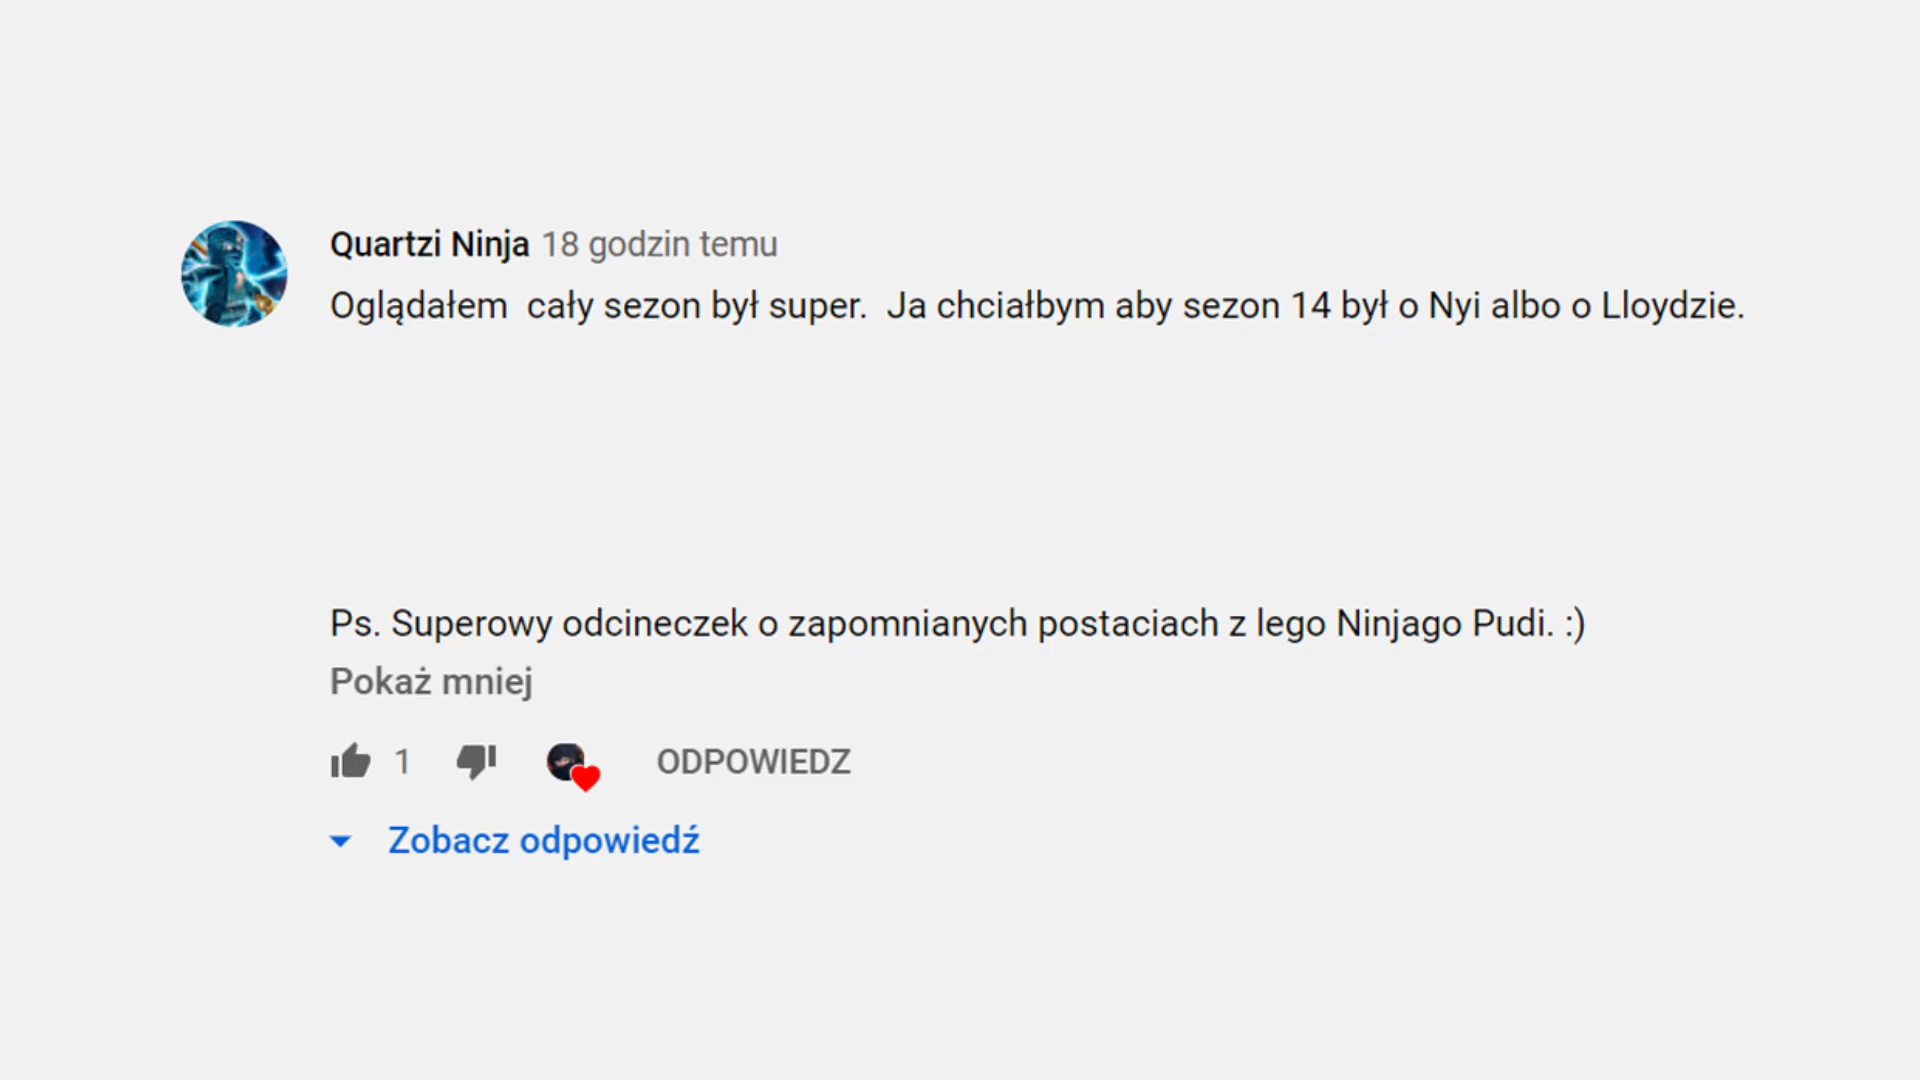 Quartzi Ninja 18 godzin temu
Oglądałem  cały sezon był super.  Ja chciałbym aby sezon 14 był o Nyi albo o Lloydzie.
Ps. Superowy odcineczek o zapomnianych postaciach z lego Ninjago Pudi. :)
Pokaż mniej
1 ODPOWIEDZ
Zobacz odpowiedź